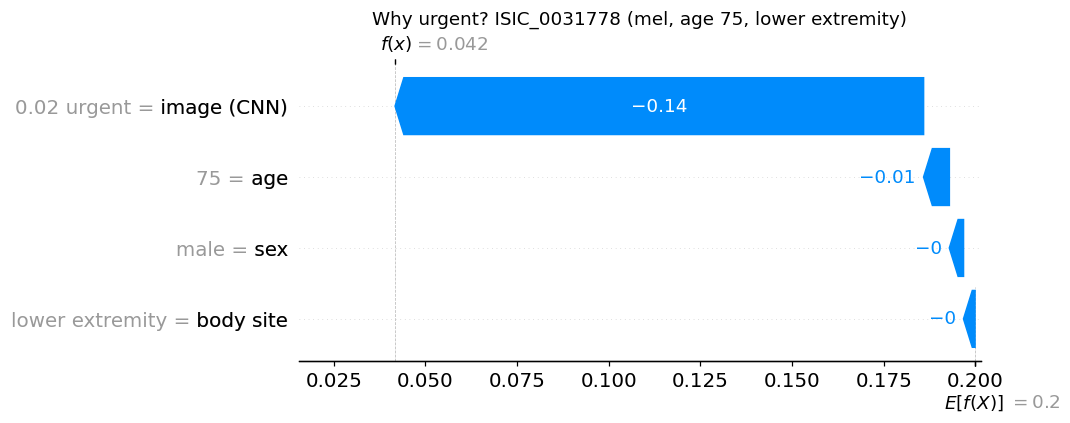 Why urgent? ISIC_0031778 (mel, age 75, lower extremity)
f(x) = 0.042
0.02 urgent = image (CNN)
−0.14
75 = age
−0.01
male = sex
−0
lower extremity = body site
−0
0.025 0.050 0.075 0.100 0.125 0.150 0.175 0.200
E[f(X)] = 0.2